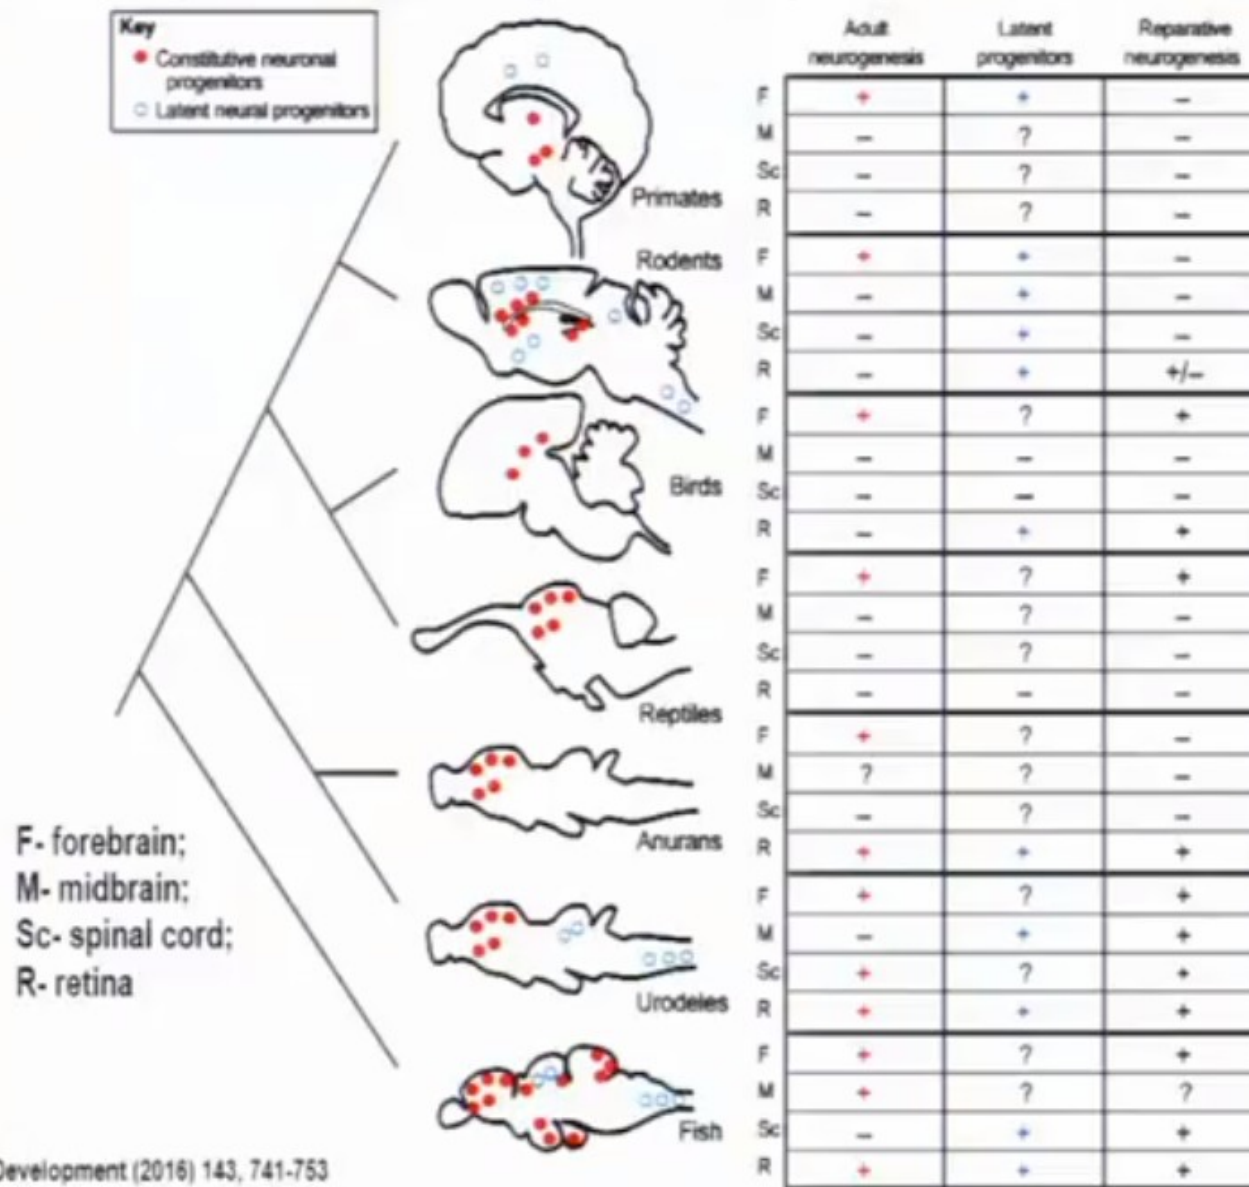 Key
Constitutive neuronal
progenitors
Latent neural progenitors
Adult
neurogenesis
Latent
progenitors
Reparative
neurogenesis
Primates
F + + –
M – ? –
Sc – ? –
R – ? –
Rodents
F + + –
M – + –
Sc – + –
R – + +/–
Birds
F + ? +
M – – –
Sc – – –
R – + +
Reptiles
F + ? +
M – ? –
Sc – ? –
R – – –
Anurans
F + ? –
M ? ? –
Sc – ? –
R + + +
Urodeles
F + ? +
M – + +
Sc + ? +
R + + +
Fish
F + ? +
M + ? ?
Sc – + +
R + + +
F- forebrain;
M- midbrain;
Sc- spinal cord;
R- retina
Development (2016) 143, 741-753